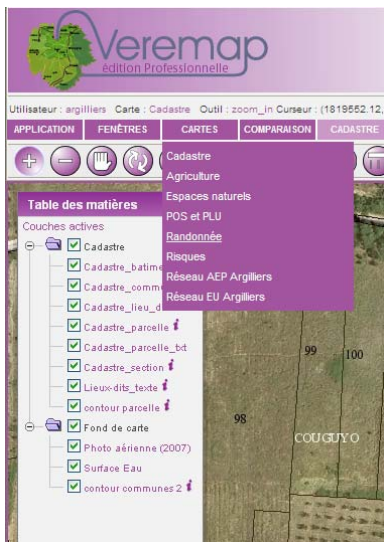 Veremap
édition Professionnelle
Utilisateur : argilliers Carte : Cadastre Outil : zoom_in Curseur : (1819552.12,
APPLICATION FENÊTRES CARTES COMPARAISON CADASTRE
Cadastre
Agriculture
Espaces naturels
POS et PLU
Randonnée
Risques
Réseau AEP Argilliers
Réseau EU Argilliers
Table des matières
Couches actives
Cadastre
Cadastre_batime
Cadastre_commu
Cadastre_lieu_d
Cadastre_parcelle
Cadastre_parcelle_txt
Cadastre_section
Lieux-dits_texte
contour parcelle
Fond de carte
Photo aérienne (2007)
Surface Eau
contour communes 2
99 100
98
COUGUYO